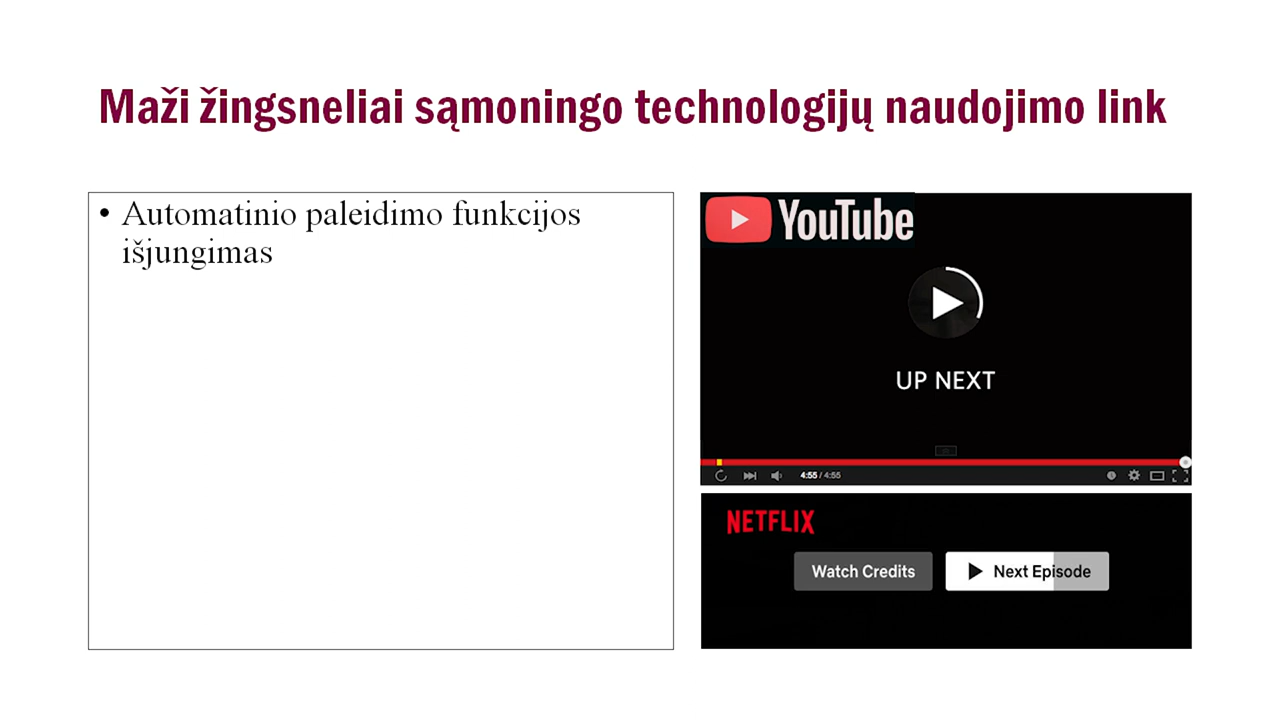 Maži žingsneliai sąmoningo technologijų naudojimo link
• Automatinio paleidimo funkcijos
išjungimas
YouTube
UP NEXT
4:55 / 4:55
NETFLIX
Watch Credits
Next Episode